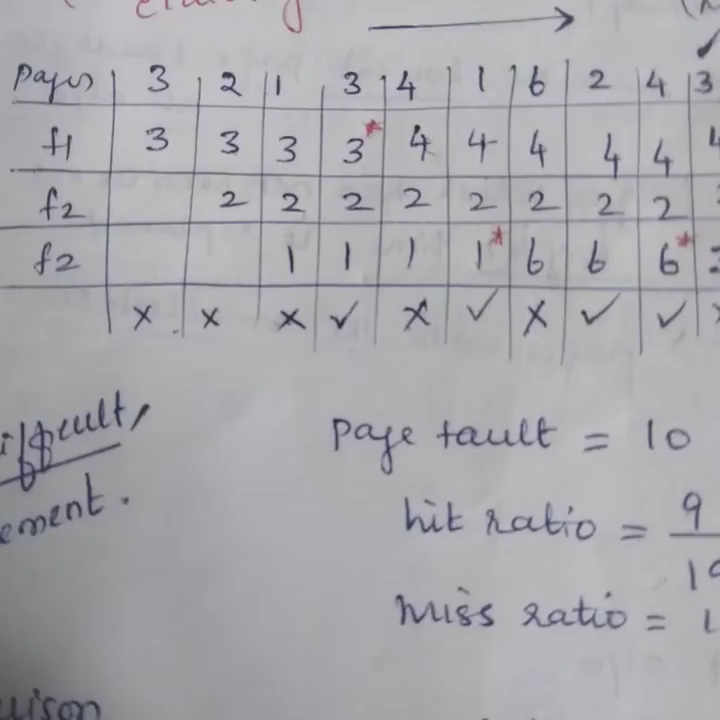 Pages 3 2 1 3 4 1 6 2 4 3
f1 3 3 3 3* 4 4 4 4 4
f2 2 2 2 2 2 2 2 2
f2 1 1 1 1* 6 6 6*
x x x ✓ x ✓ x ✓ ✓
Page fault = 10
ement.
hit ratio = 9
miss ratio =